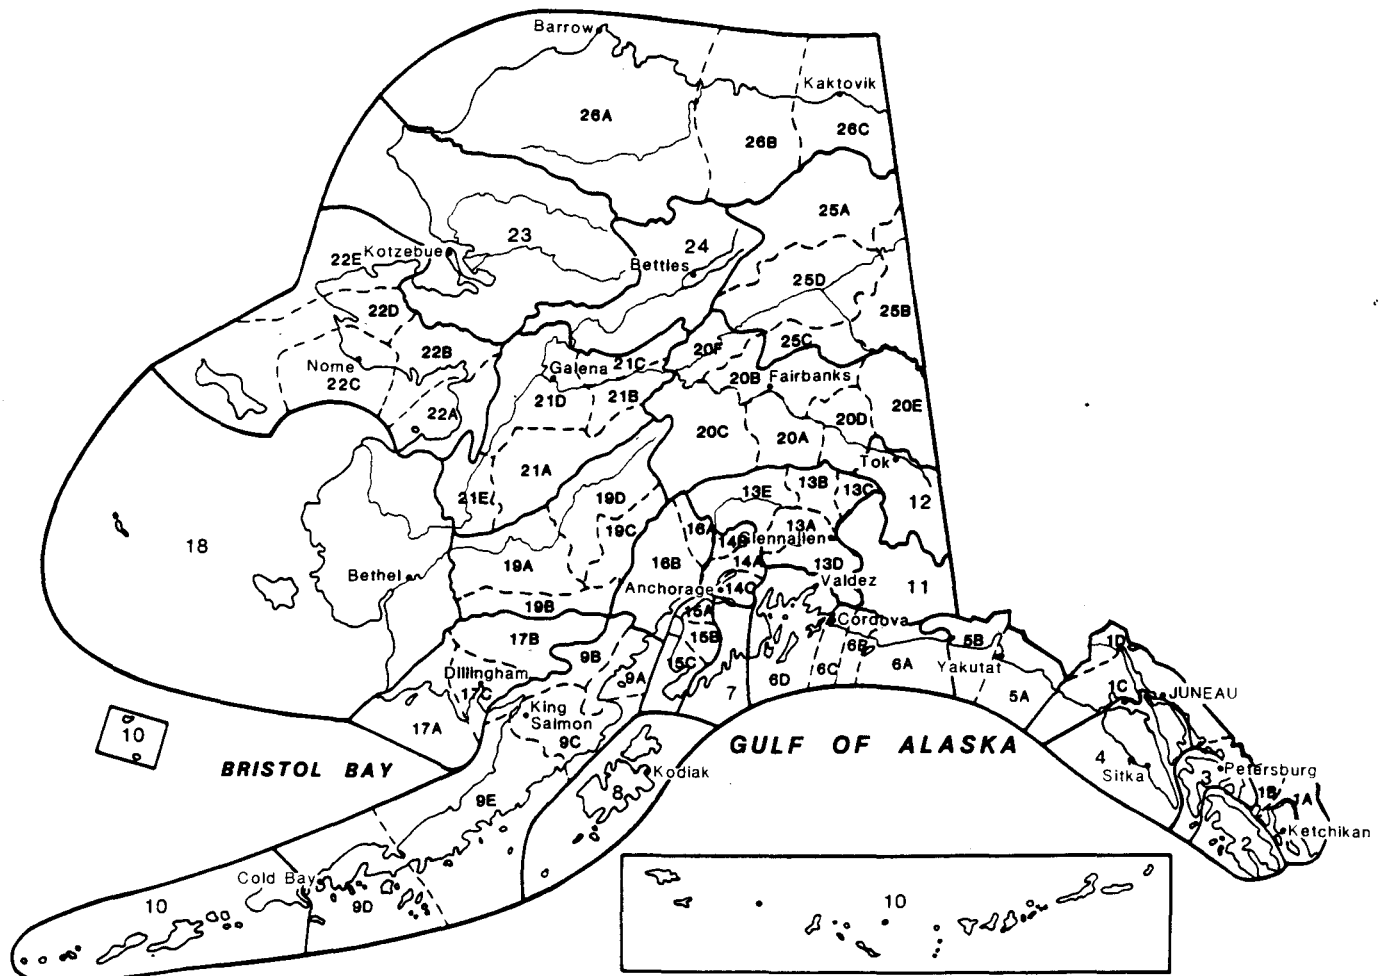 Barrow
Kaktovik
26A
26B
26C
25A
23
24
Kotzebue
22E
Bettles
25D
22D
25B
22B
20F
25C
Nome
22C
Galena
21C
20B
Fairbanks
21D
21B
22A
20C
20A
20D
20E
Tok
21A
21E
19D
13E
13B
13C
12
19C
16A
13A
14B
Glennallen
18
19A
16B
14A
13D
Bethel
Anchorage
14C
Valdez
11
19B
15A
Cordova
17B
15B
6B
5B
1D
9B
15C
6C
6A
Yakutat
Dillingham
17C
9A
7
6D
5A
1C
JUNEAU
King
Salmon
17A
9C
10
BRISTOL BAY
GULF OF ALASKA
4
Sitka
Kodiak
8
3
Petersburg
1B
1A
9E
Ketchikan
2
Cold Bay
10
9D
10